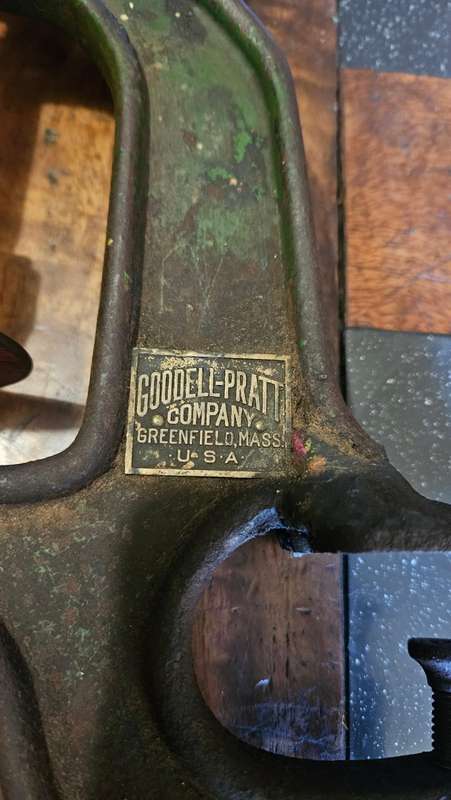 GOODELL-PRATT
COMPANY
GREENFIELD, MASS.
U·S·A·